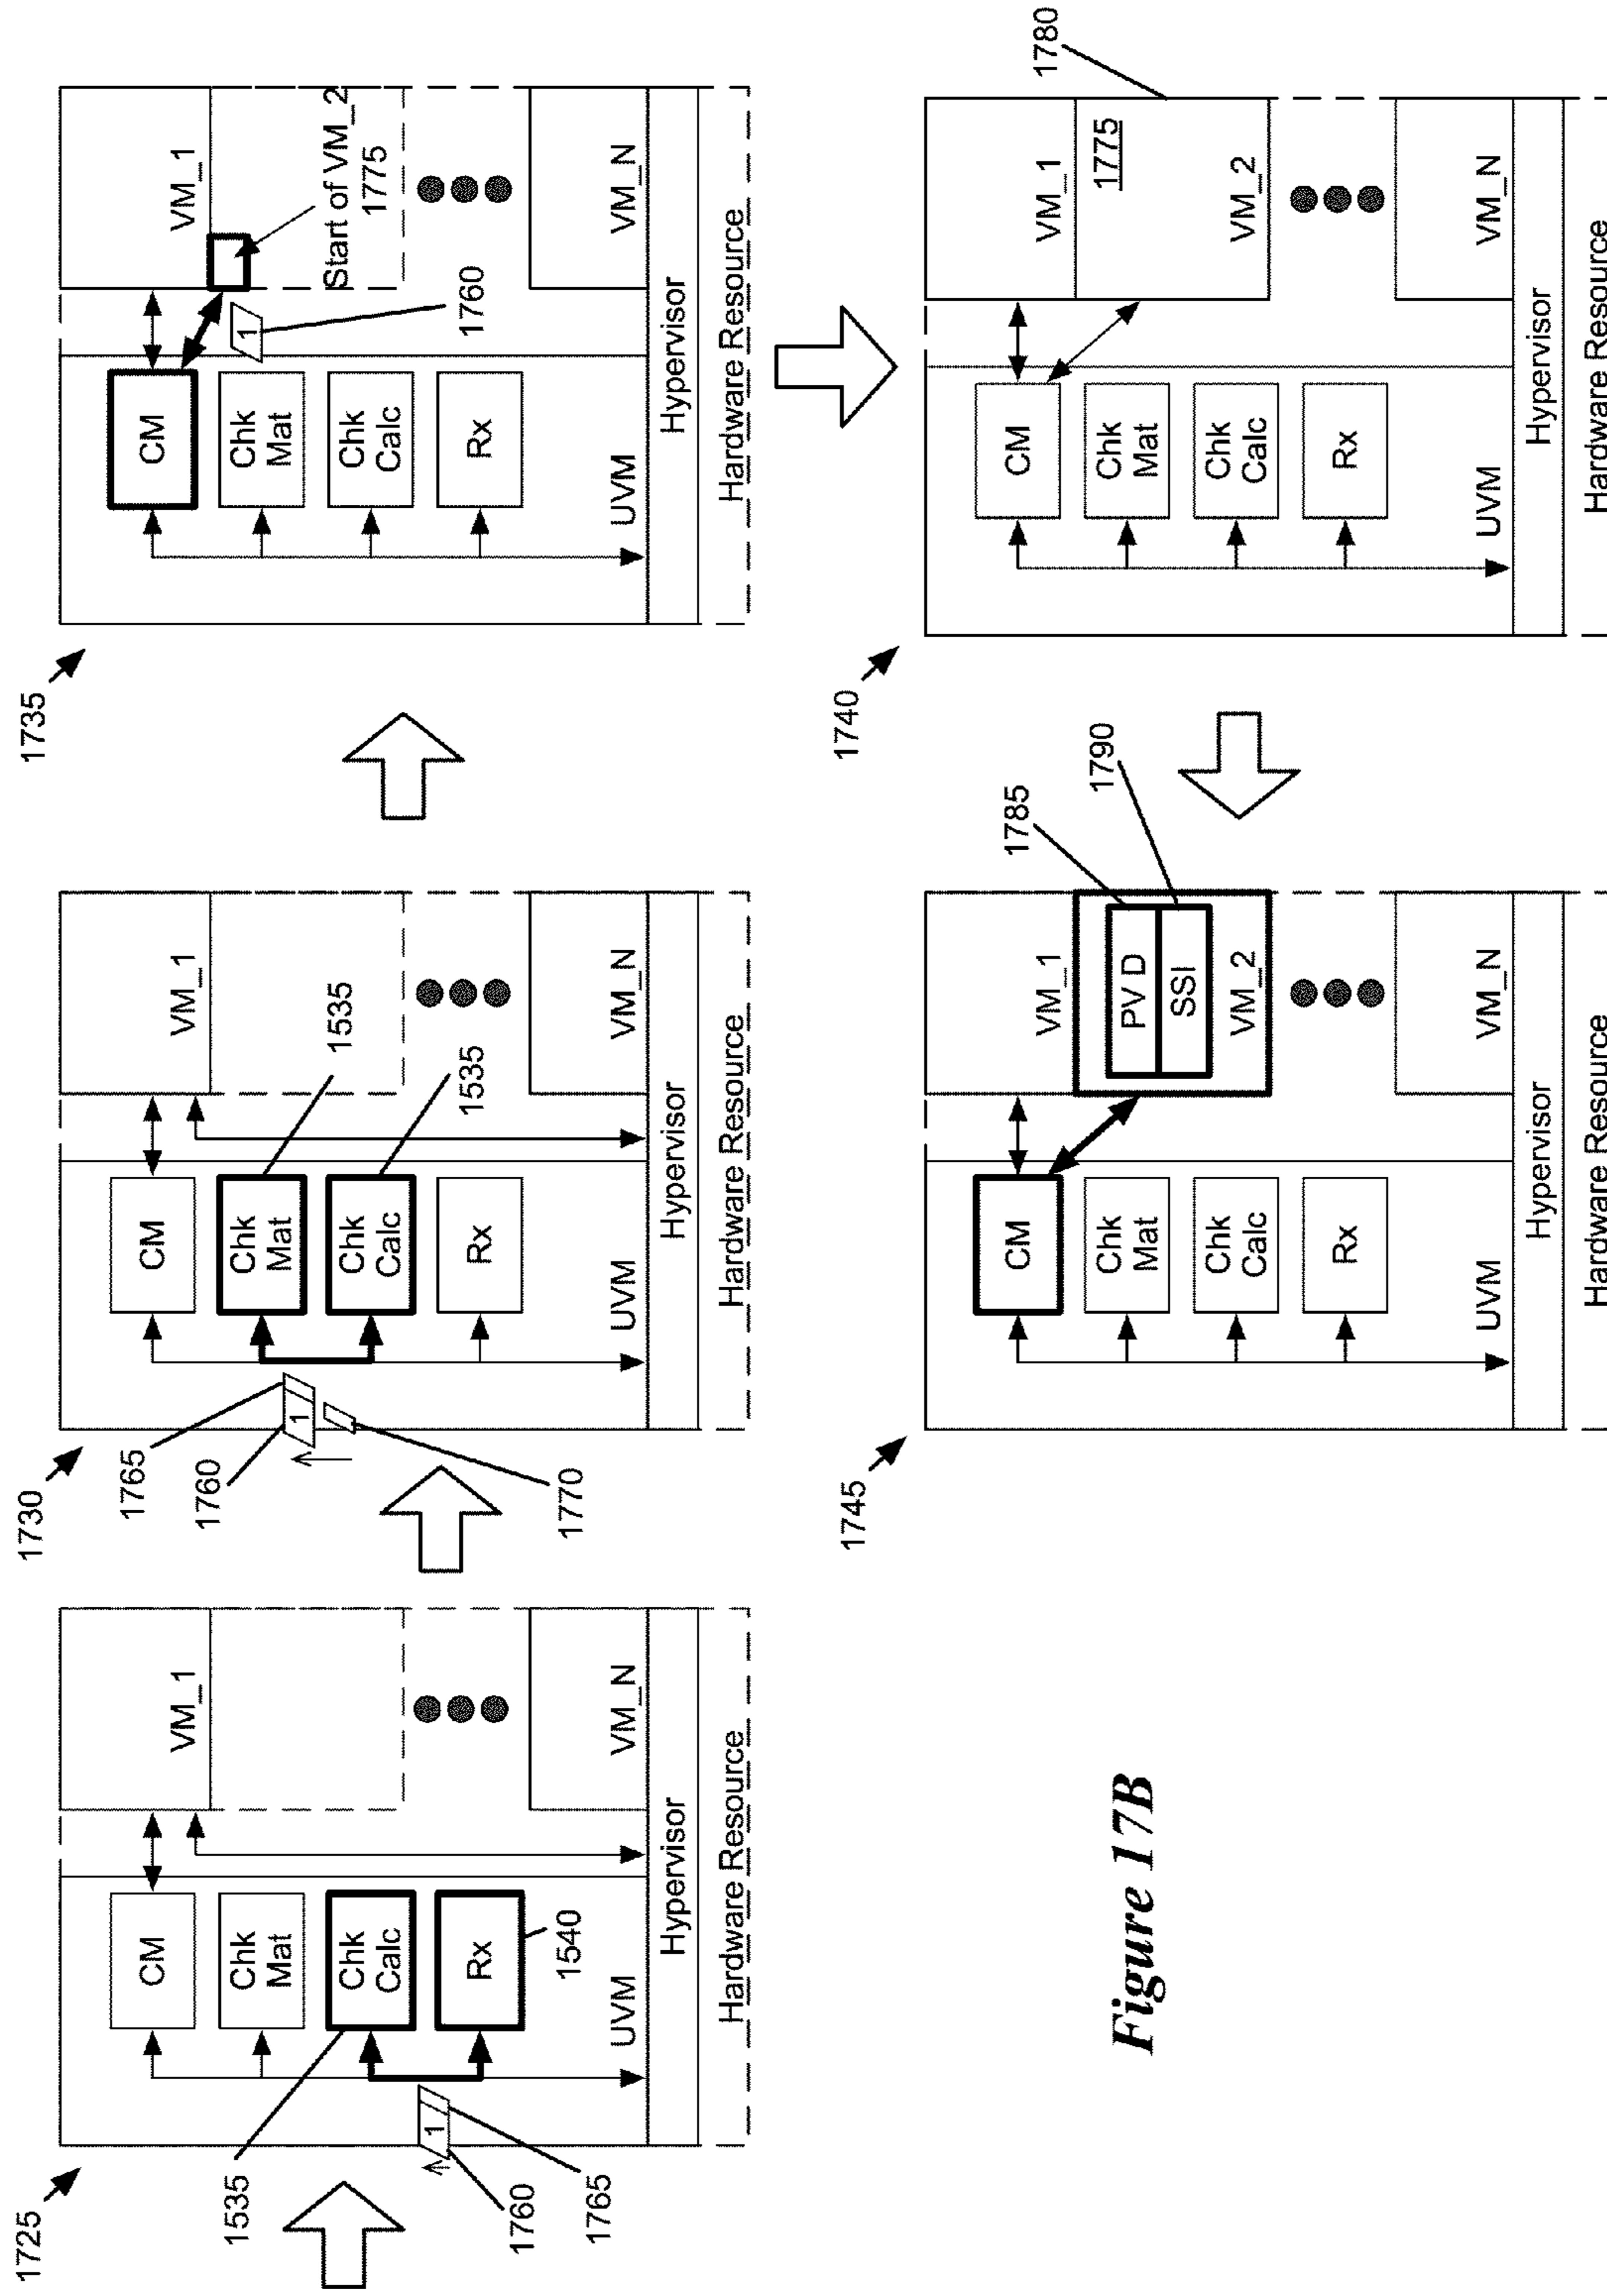 1725
CM
Chk
Mat
Chk
Calc
Rx
UVM
VM_1
VM_N
Hypervisor
Hardware Resource
1535
1540
1
1760
1765
1730
CM
Chk
Mat
Chk
Calc
Rx
UVM
VM_1
VM_N
Hypervisor
Hardware Resource
1535
1535
1765
1760
1
1770
1735
CM
Chk
Mat
Chk
Calc
Rx
UVM
VM_1
Start of VM_2
1775
1
1760
VM_N
Hypervisor
Hardware Resource
1745
CM
Chk
Mat
Chk
Calc
Rx
UVM
VM_1
PV D
SSI
VM_2
1785
1790
VM_N
Hypervisor
Hardware Resource
1740
CM
Chk
Mat
Chk
Calc
Rx
UVM
VM_1
1775
VM_2
1780
VM_N
Hypervisor
Hardware Resource
Figure 17B